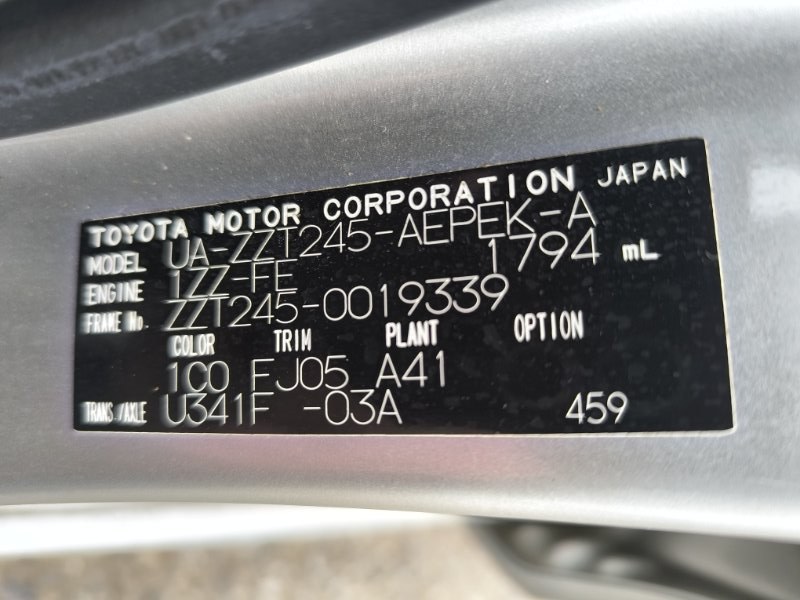 TOYOTA MOTOR CORPORATION JAPAN
MODEL UA-ZZT245-AEPEK-A
ENGINE 1ZZ-FE 1794 mL
FRAME No. ZZT245-0019339
COLOR TRIM PLANT OPTION
1C0 FJ05 A41
TRANS./AXLE U341F -03A 459